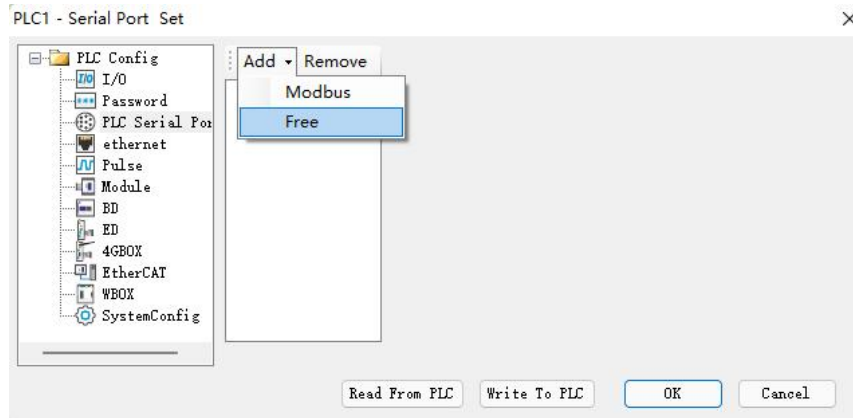 PLC1 - Serial Port Set
PLC Config
I/O
Password
PLC Serial Por
ethernet
Pulse
Module
BD
ED
4GBOX
EtherCAT
WBOX
SystemConfig
Add Remove
Modbus
Free
Read From PLC Write To PLC OK Cancel